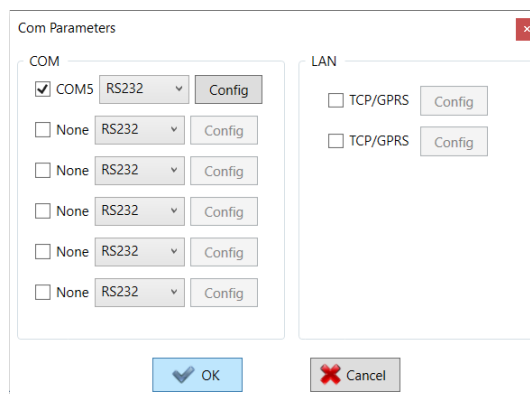 Com Parameters
COM
COM5 RS232 Config
None RS232 Config
None RS232 Config
None RS232 Config
None RS232 Config
None RS232 Config
LAN
TCP/GPRS Config
TCP/GPRS Config
OK
Cancel